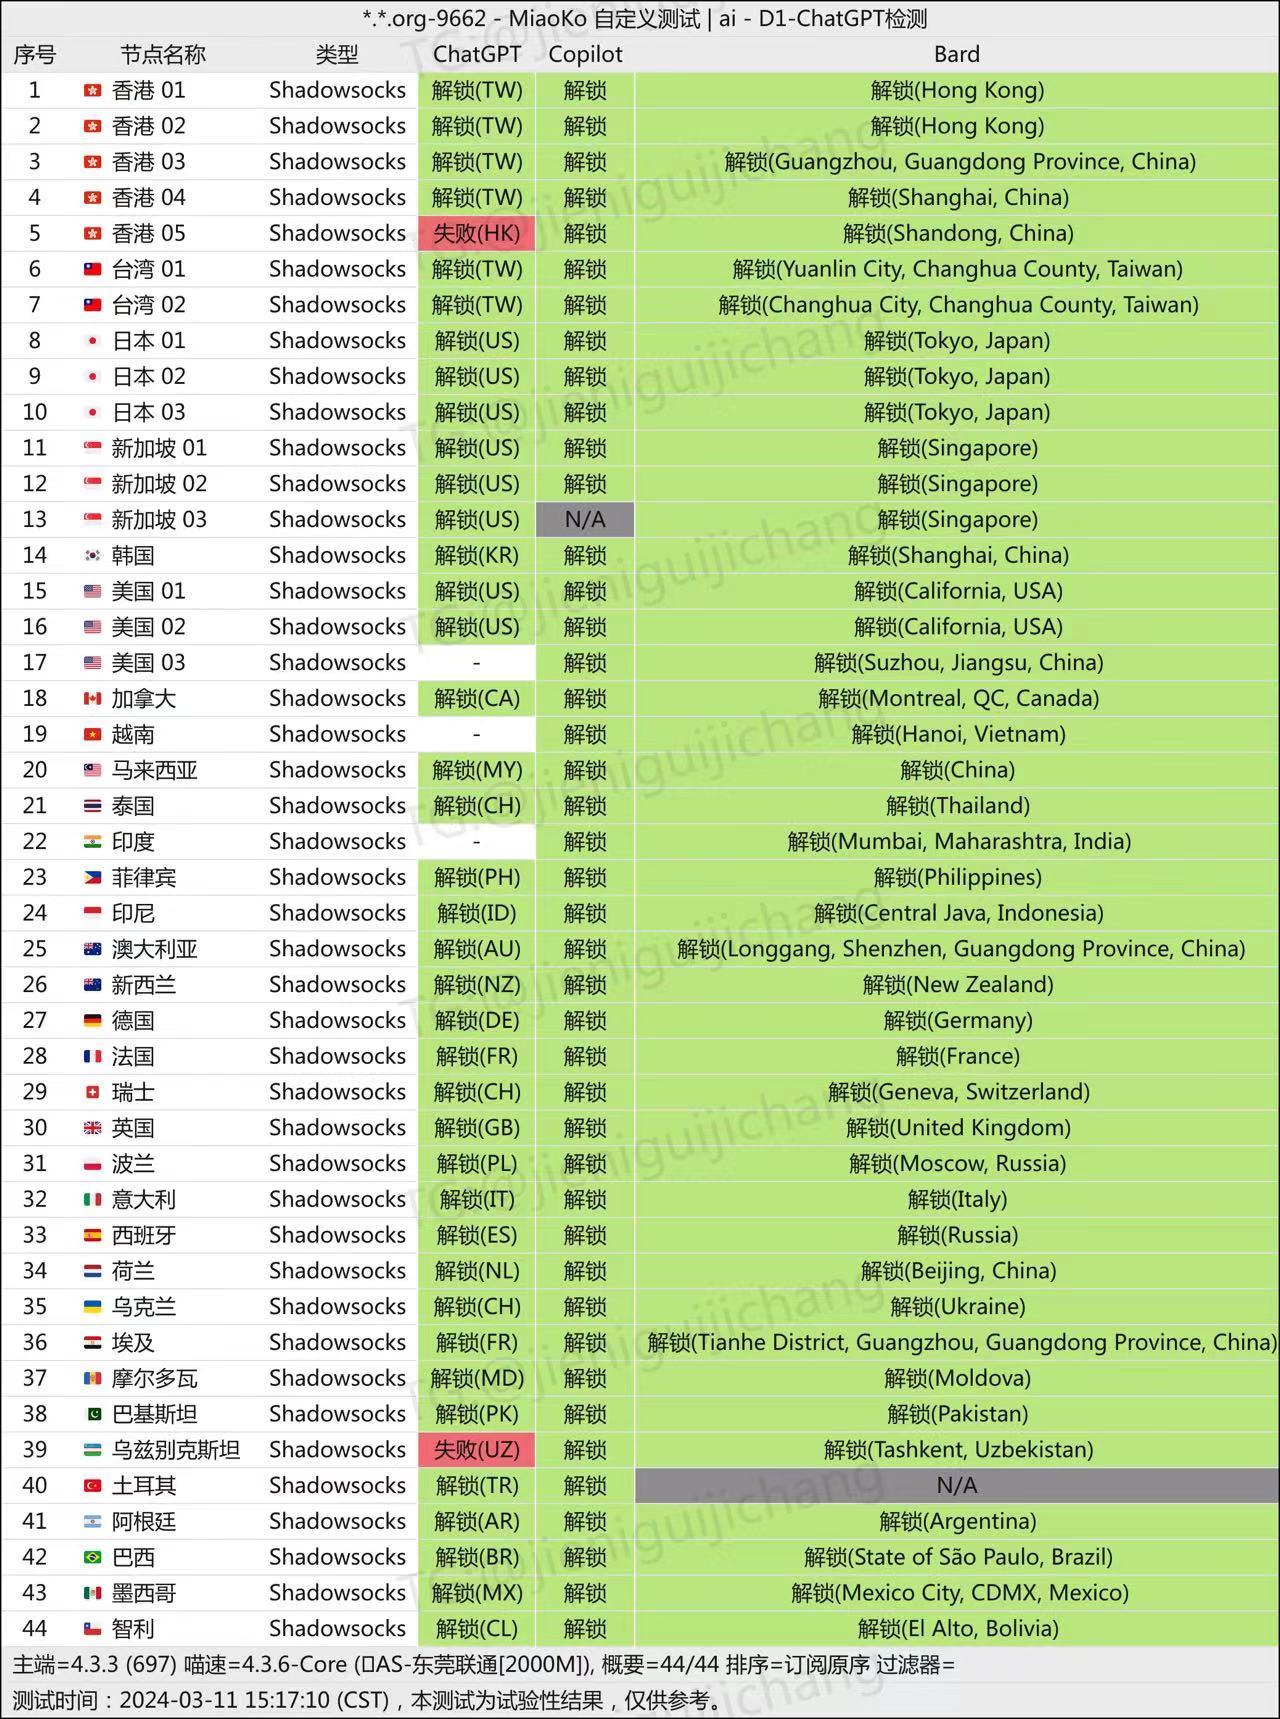 *.*.org-9662 - MiaoKo 自定义测试 | ai - D1-ChatGPT检测
序号 节点名称 类型 ChatGPT Copilot Bard
1 香港 01 Shadowsocks 解锁(TW) 解锁 解锁(Hong Kong)
2 香港 02 Shadowsocks 解锁(TW) 解锁 解锁(Hong Kong)
3 香港 03 Shadowsocks 解锁(TW) 解锁 解锁(Guangzhou, Guangdong Province, China)
4 香港 04 Shadowsocks 解锁(TW) 解锁 解锁(Shanghai, China)
5 香港 05 Shadowsocks 失败(HK) 解锁 解锁(Shandong, China)
6 台湾 01 Shadowsocks 解锁(TW) 解锁 解锁(Yuanlin City, Changhua County, Taiwan)
7 台湾 02 Shadowsocks 解锁(TW) 解锁 解锁(Changhua City, Changhua County, Taiwan)
8 日本 01 Shadowsocks 解锁(US) 解锁 解锁(Tokyo, Japan)
9 日本 02 Shadowsocks 解锁(US) 解锁 解锁(Tokyo, Japan)
10 日本 03 Shadowsocks 解锁(US) 解锁 解锁(Tokyo, Japan)
11 新加坡 01 Shadowsocks 解锁(US) 解锁 解锁(Singapore)
12 新加坡 02 Shadowsocks 解锁(US) 解锁 解锁(Singapore)
13 新加坡 03 Shadowsocks 解锁(US) N/A 解锁(Singapore)
14 韩国 Shadowsocks 解锁(KR) 解锁 解锁(Shanghai, China)
15 美国 01 Shadowsocks 解锁(US) 解锁 解锁(California, USA)
16 美国 02 Shadowsocks 解锁(US) 解锁 解锁(California, USA)
17 美国 03 Shadowsocks - 解锁 解锁(Suzhou, Jiangsu, China)
18 加拿大 Shadowsocks 解锁(CA) 解锁 解锁(Montreal, QC, Canada)
19 越南 Shadowsocks - 解锁 解锁(Hanoi, Vietnam)
20 马来西亚 Shadowsocks 解锁(MY) 解锁 解锁(China)
21 泰国 Shadowsocks 解锁(CH) 解锁 解锁(Thailand)
22 印度 Shadowsocks - 解锁 解锁(Mumbai, Maharashtra, India)
23 菲律宾 Shadowsocks 解锁(PH) 解锁 解锁(Philippines)
24 印尼 Shadowsocks 解锁(ID) 解锁 解锁(Central Java, Indonesia)
25 澳大利亚 Shadowsocks 解锁(AU) 解锁 解锁(Longgang, Shenzhen, Guangdong Province, China)
26 新西兰 Shadowsocks 解锁(NZ) 解锁 解锁(New Zealand)
27 德国 Shadowsocks 解锁(DE) 解锁 解锁(Germany)
28 法国 Shadowsocks 解锁(FR) 解锁 解锁(France)
29 瑞士 Shadowsocks 解锁(CH) 解锁 解锁(Geneva, Switzerland)
30 英国 Shadowsocks 解锁(GB) 解锁 解锁(United Kingdom)
31 波兰 Shadowsocks 解锁(PL) 解锁 解锁(Moscow, Russia)
32 意大利 Shadowsocks 解锁(IT) 解锁 解锁(Italy)
33 西班牙 Shadowsocks 解锁(ES) 解锁 解锁(Russia)
34 荷兰 Shadowsocks 解锁(NL) 解锁 解锁(Beijing, China)
35 乌克兰 Shadowsocks 解锁(CH) 解锁 解锁(Ukraine)
36 埃及 Shadowsocks 解锁(FR) 解锁 解锁(Tianhe District, Guangzhou, Guangdong Province, China)
37 摩尔多瓦 Shadowsocks 解锁(MD) 解锁 解锁(Moldova)
38 巴基斯坦 Shadowsocks 解锁(PK) 解锁 解锁(Pakistan)
39 乌兹别克斯坦 Shadowsocks 失败(UZ) 解锁 解锁(Tashkent, Uzbekistan)
40 土耳其 Shadowsocks 解锁(TR) 解锁 N/A
41 阿根廷 Shadowsocks 解锁(AR) 解锁 解锁(Argentina)
42 巴西 Shadowsocks 解锁(BR) 解锁 解锁(State of São Paulo, Brazil)
43 墨西哥 Shadowsocks 解锁(MX) 解锁 解锁(Mexico City, CDMX, Mexico)
44 智利 Shadowsocks 解锁(CL) 解锁 解锁(El Alto, Bolivia)
主端=4.3.3 (697) 喵速=4.3.6-Core (▯AS-东莞联通[2000M]), 概要=44/44 排序=订阅原序 过滤器=
测试时间：2024-03-11 15:17:10 (CST)，本测试为试验性结果，仅供参考。
TG:@jieniguijichang